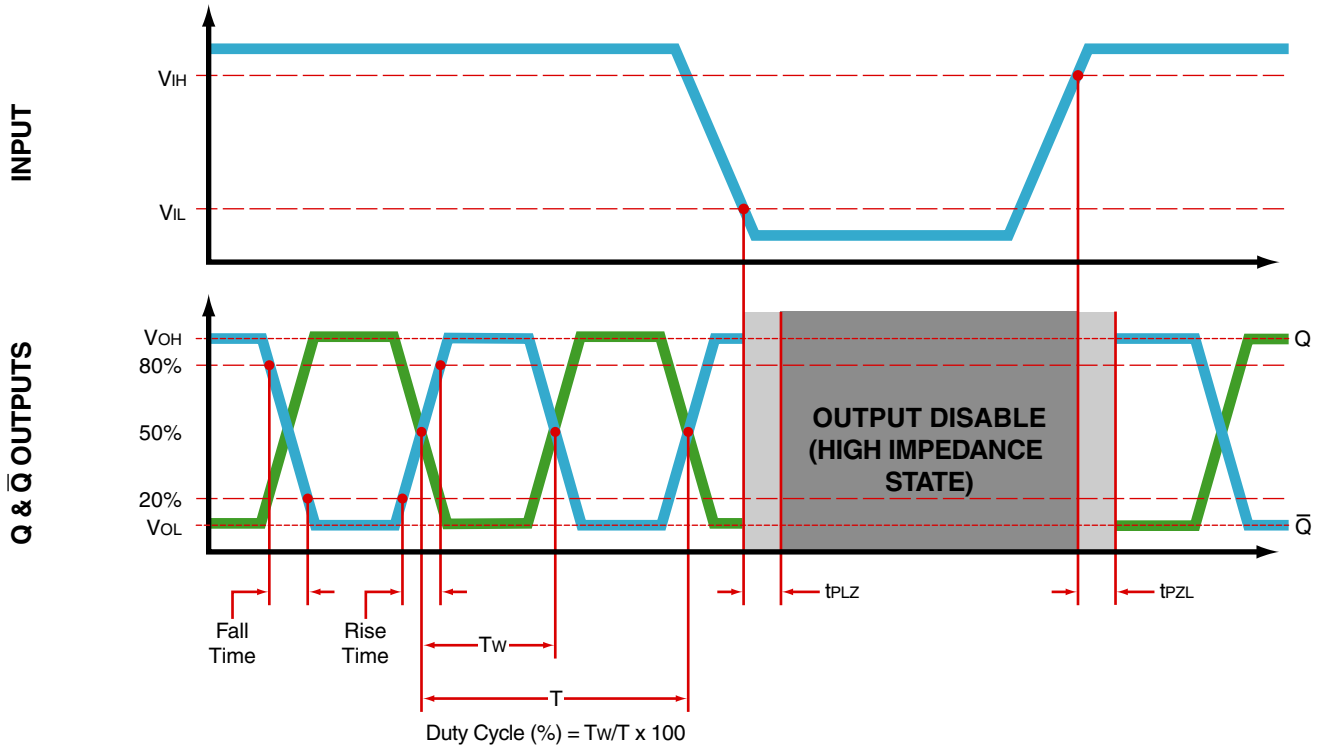 INPUT
VIH
VIL
Q & Q̅ OUTPUTS
VOH
80%
50%
20%
VOL
Q
Q̅
OUTPUT DISABLE
(HIGH IMPEDANCE
STATE)
tPLZ
tPZL
Fall
Time
Rise
Time
TW
T
Duty Cycle (%) = TW/T x 100